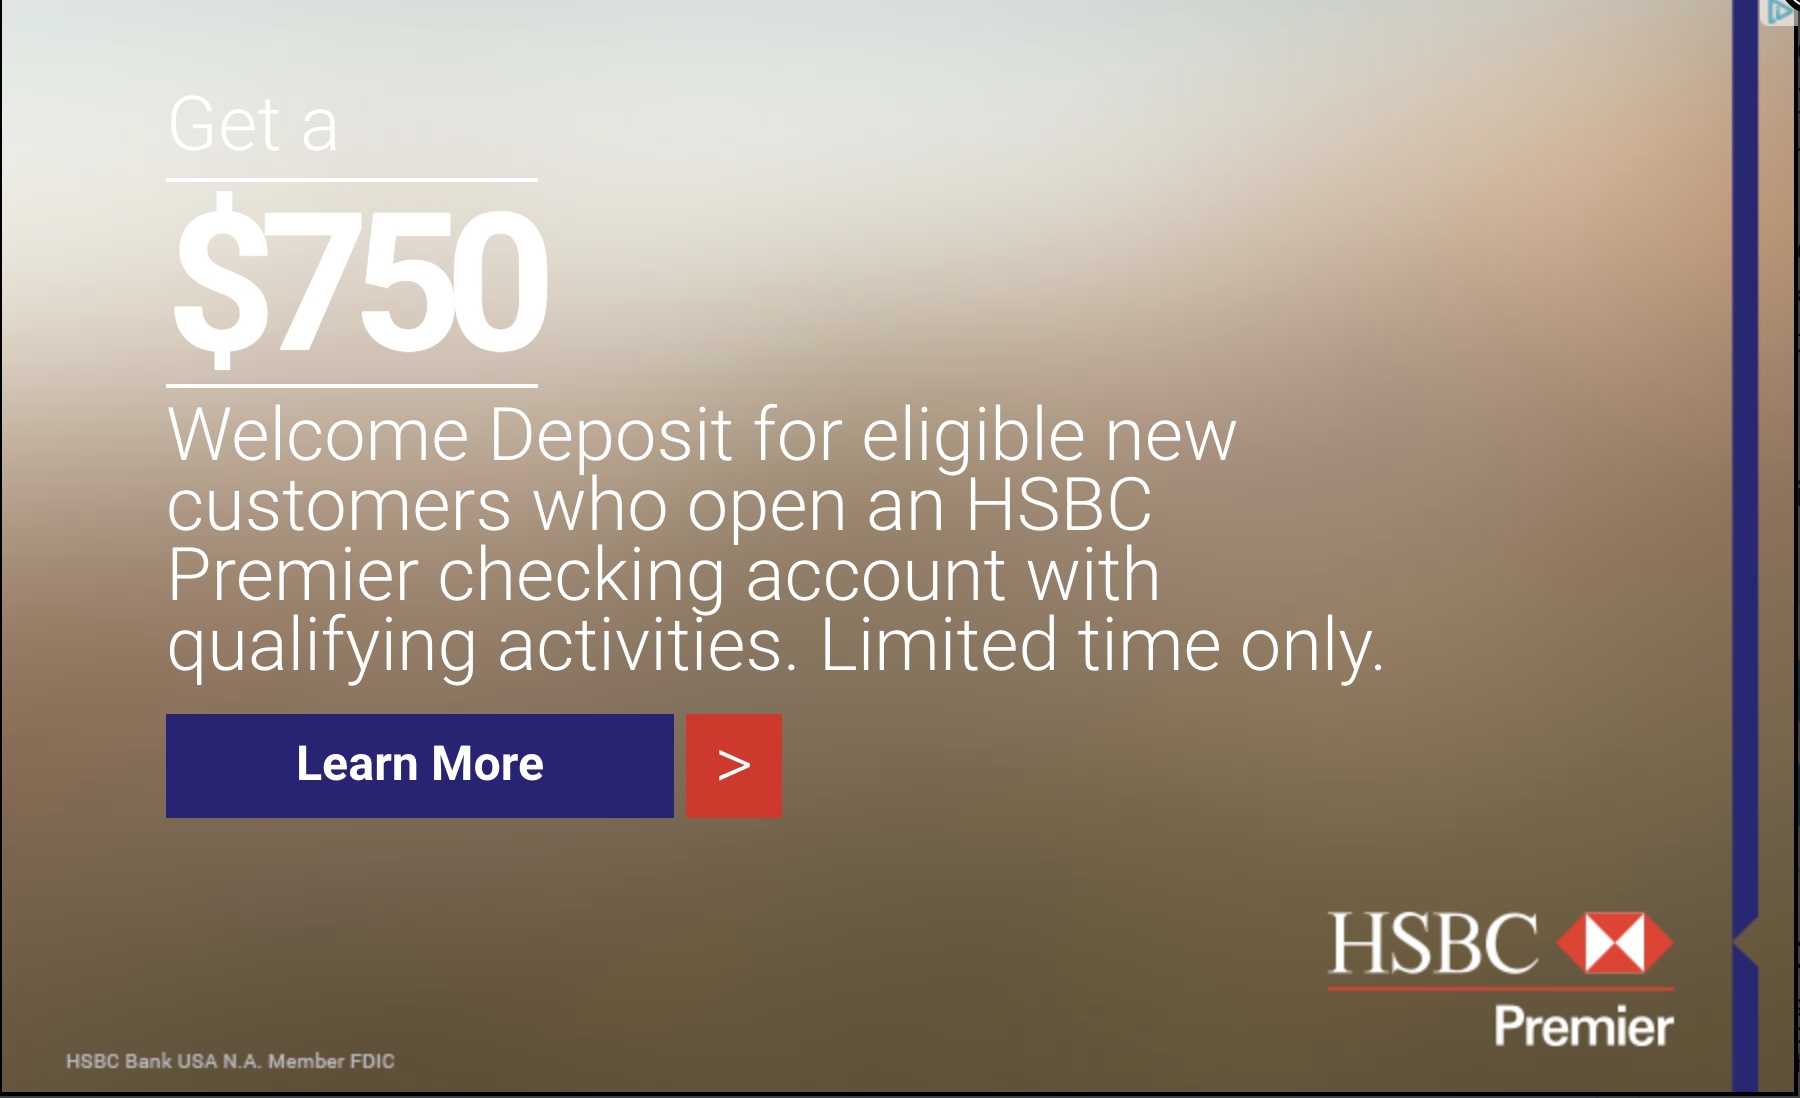 Get a
$750
Welcome Deposit for eligible new
customers who open an HSBC
Premier checking account with
qualifying activities. Limited time only.
Learn More >
HSBC
Premier
HSBC Bank USA N.A. Member FDIC